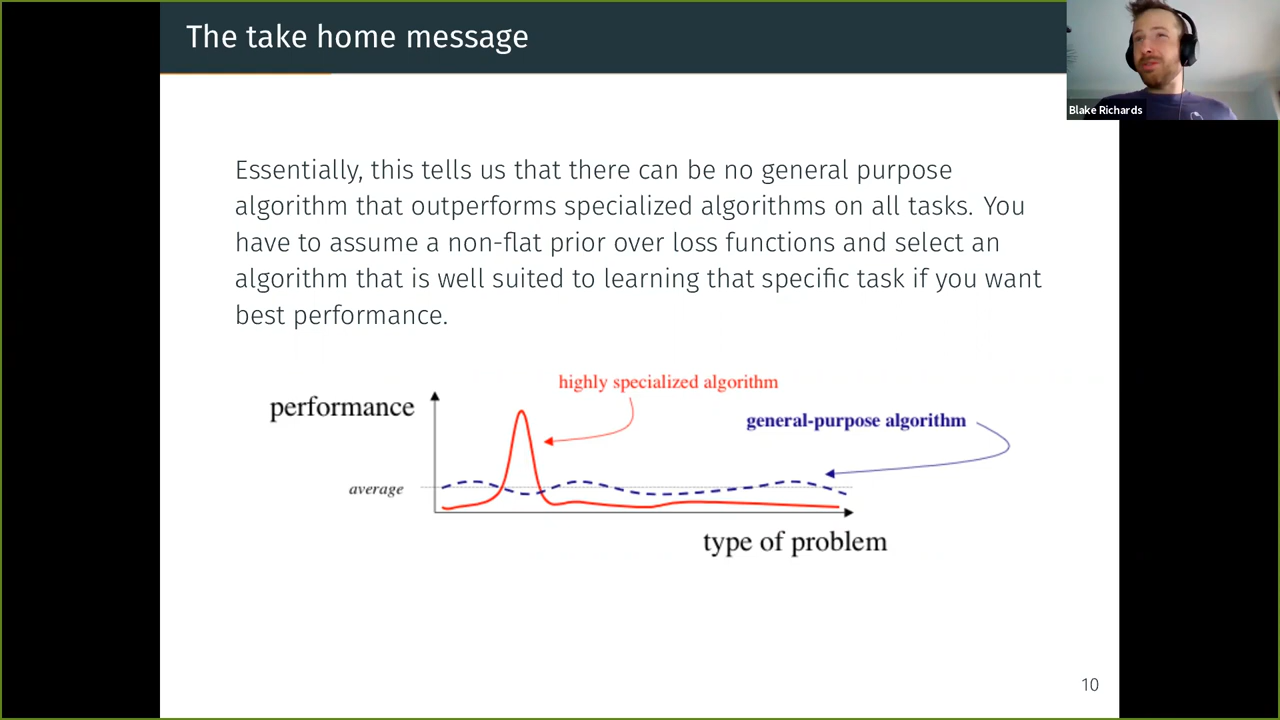 The take home message
Blake Richards
Essentially, this tells us that there can be no general purpose
algorithm that outperforms specialized algorithms on all tasks. You
have to assume a non-flat prior over loss functions and select an
algorithm that is well suited to learning that specific task if you want
best performance.
highly specialized algorithm
performance
general-purpose algorithm
average
type of problem
10